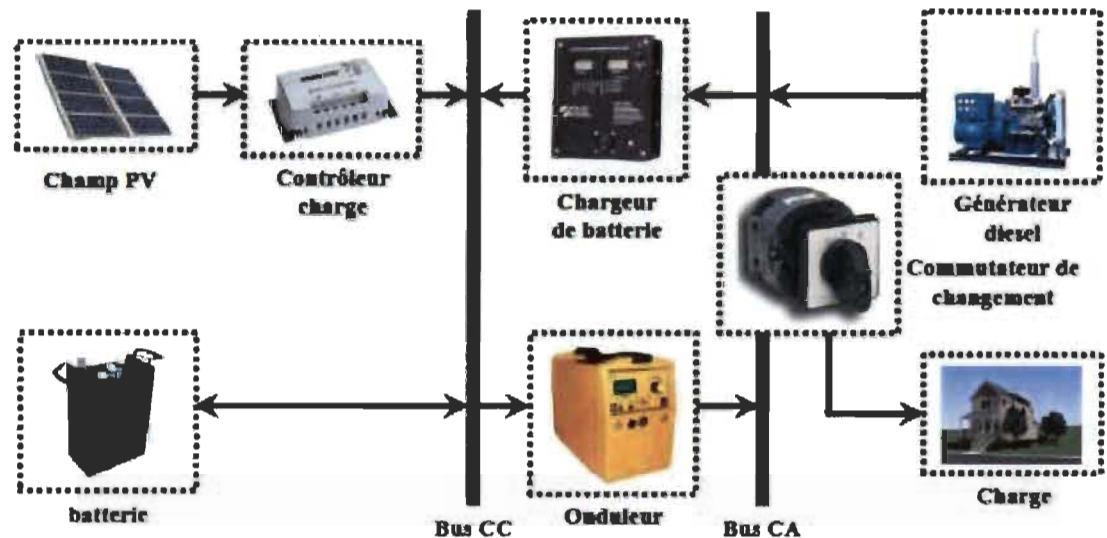 Champ PV
Contrôleur
charge
Chargeur
de batterie
Générateur
diesel
Commutateur de
changement
batterie
Bus CC
Onduleur
Bus CA
Charge